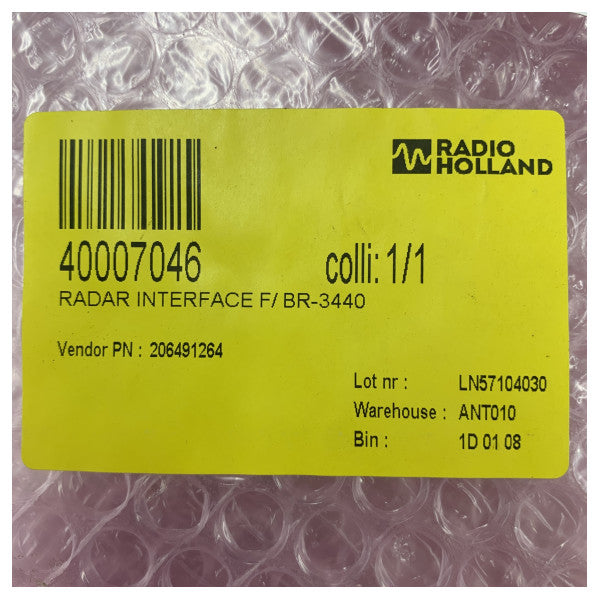 RADIO
HOLLAND
40007046 colli: 1/1
RADAR INTERFACE F/ BR-3440
Vendor PN : 206491264
Lot nr : LN57104030
Warehouse : ANT010
Bin : 1D 01 08